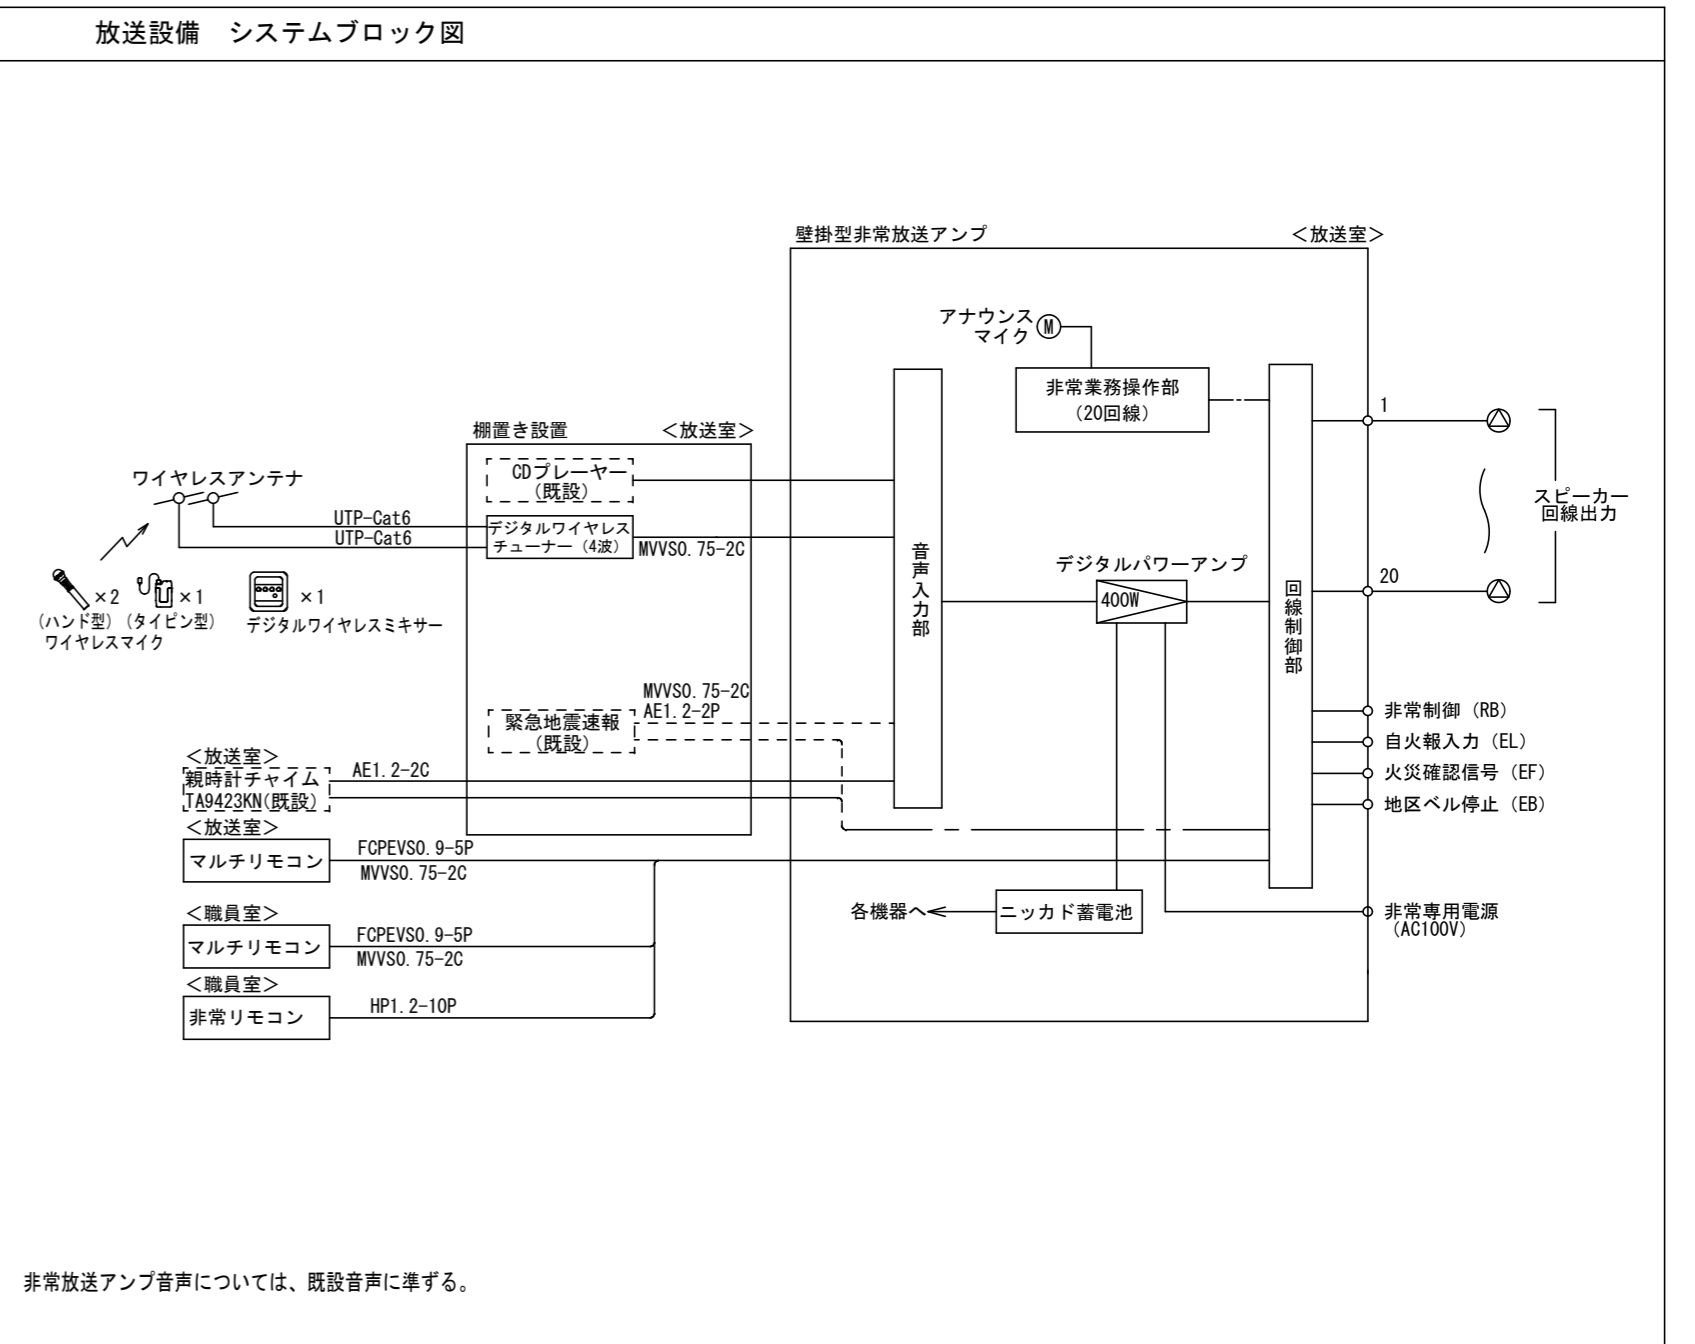 放送設備　システムブロック図
壁掛型非常放送アンプ
＜放送室＞
アナウンス
マイク
M
非常業務操作部
（20回線）
棚置き設置
＜放送室＞
CDプレーヤー
(既設)
ワイヤレスアンテナ
UTP-Cat6
UTP-Cat6
デジタルワイヤレス
チューナー（4波）
MVVS0.75-2C
×2
×1
×1
（ハンド型）（タイピン型）
ワイヤレスマイク
デジタルワイヤレスミキサー
音声入力部
デジタルパワーアンプ
400W
回線制御部
1
20
スピーカー
回線出力
MVVS0.75-2C
AE1.2-2P
緊急地震速報
(既設)
＜放送室＞
親時計チャイム
TA9423KN(既設)
AE1.2-2C
＜放送室＞
マルチリモコン
FCPEVS0.9-5P
MVVS0.75-2C
＜職員室＞
マルチリモコン
FCPEVS0.9-5P
MVVS0.75-2C
＜職員室＞
非常リモコン
HP1.2-10P
各機器へ
ニッカド蓄電池
非常制御（RB）
自火報入力（EL）
火災確認信号（EF）
地区ベル停止（EB）
非常専用電源
（AC100V）
非常放送アンプ音声については、既設音声に準ずる。